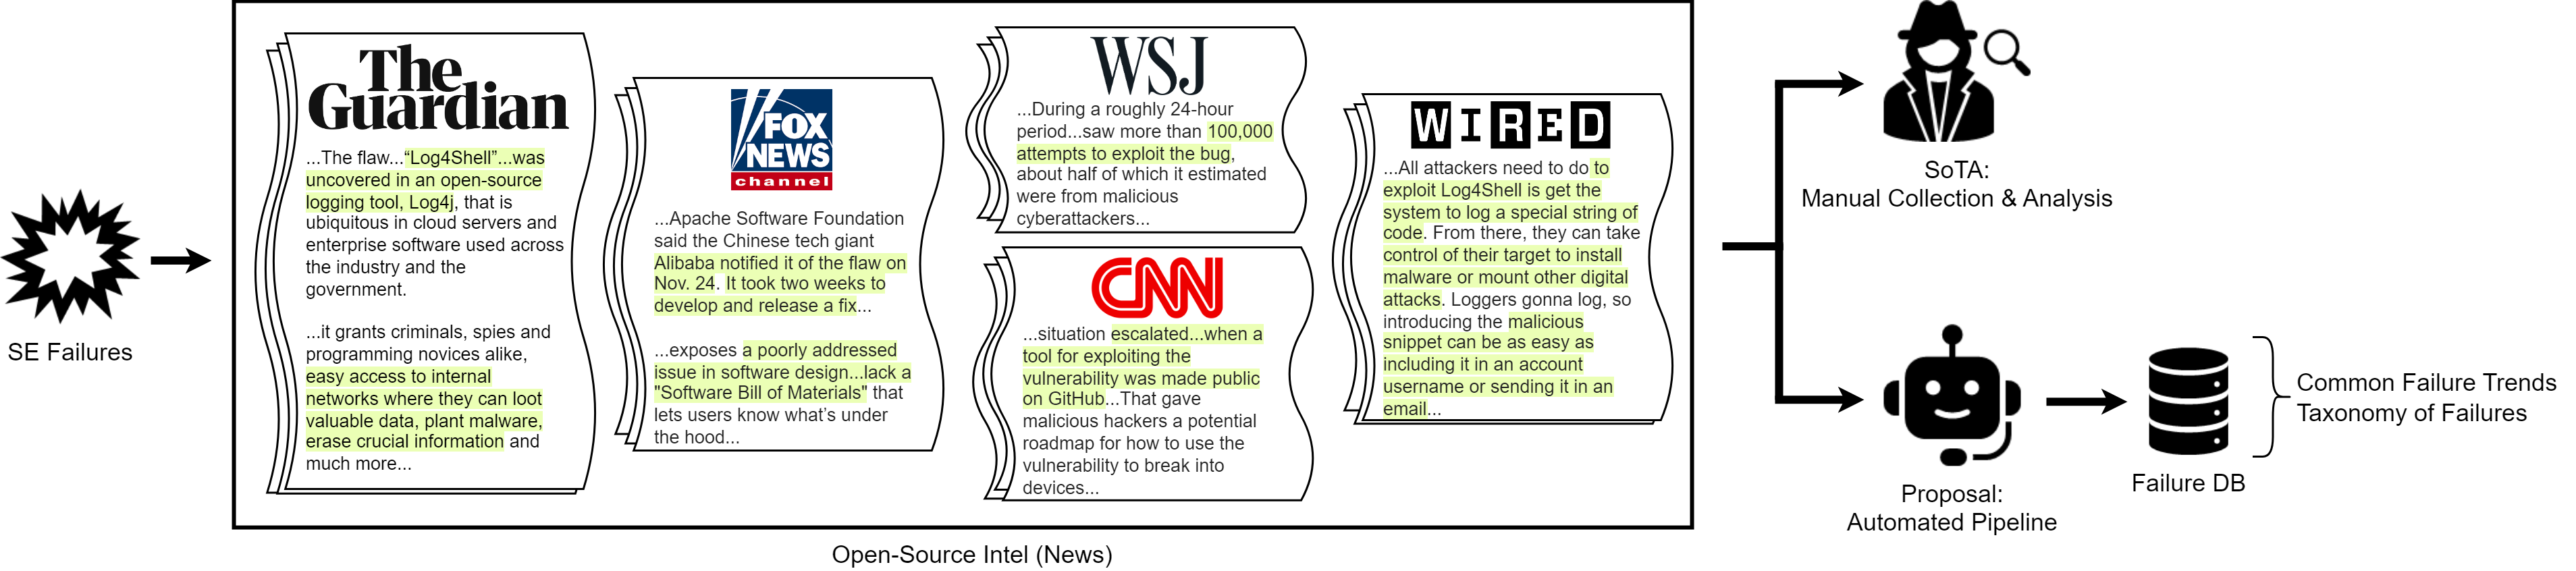 SE Failures
The
Guardian
...The flaw...“Log4Shell”...was
uncovered in an open-source
logging tool, Log4j, that is
ubiquitous in cloud servers and
enterprise software used across
the industry and the
government.
...it grants criminals, spies and
programming novices alike,
easy access to internal
networks where they can loot
valuable data, plant malware,
erase crucial information and
much more...
FOX
NEWS
channel
...Apache Software Foundation
said the Chinese tech giant
Alibaba notified it of the flaw on
Nov. 24. It took two weeks to
develop and release a fix...
...exposes a poorly addressed
issue in software design...lack a
"Software Bill of Materials" that
lets users know what’s under
the hood...
WSJ
...During a roughly 24-hour
period...saw more than 100,000
attempts to exploit the bug,
about half of which it estimated
were from malicious
cyberattackers...
CNN
...situation escalated...when a
tool for exploiting the
vulnerability was made public
on GitHub...That gave
malicious hackers a potential
roadmap for how to use the
vulnerability to break into
devices...
WIRED
...All attackers need to do to
exploit Log4Shell is get the
system to log a special string of
code. From there, they can take
control of their target to install
malware or mount other digital
attacks. Loggers gonna log, so
introducing the malicious
snippet can be as easy as
including it in an account
username or sending it in an
email...
Open-Source Intel (News)
SoTA:
Manual Collection & Analysis
Proposal:
Automated Pipeline
Failure DB
Common Failure Trends
Taxonomy of Failures